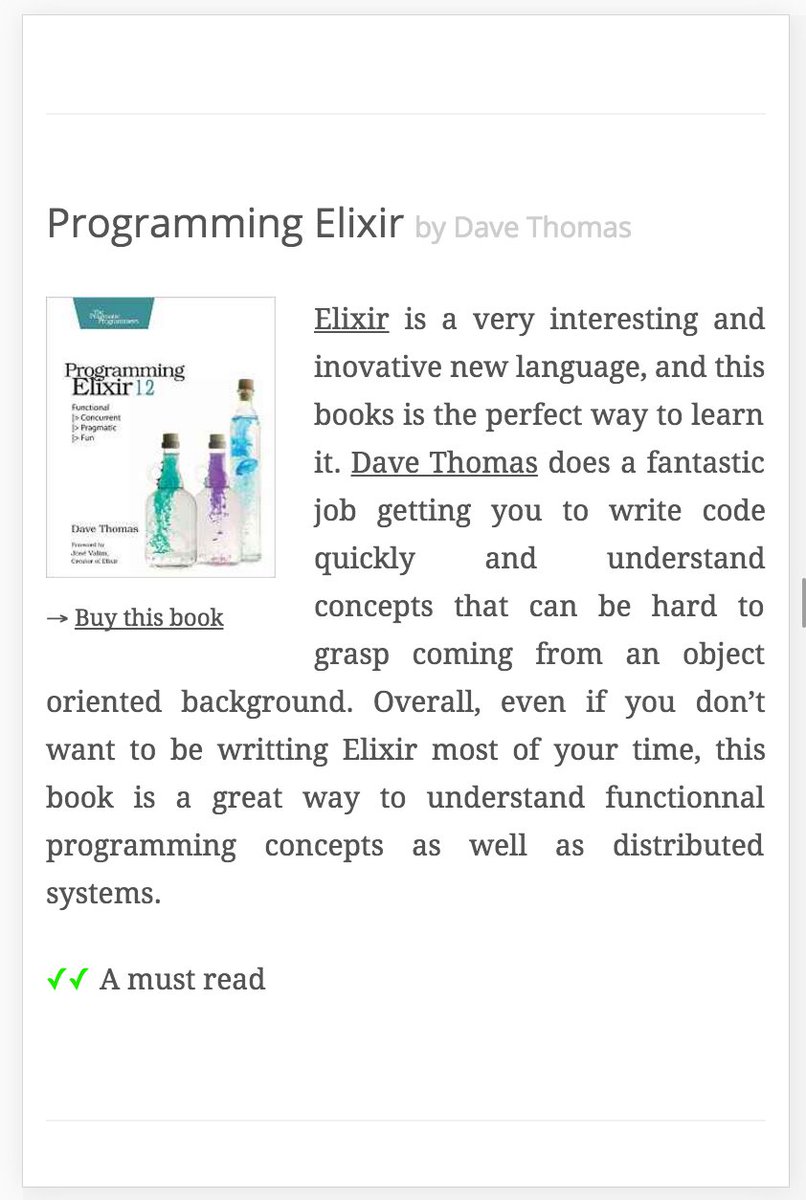 Programming Elixir by Dave Thomas
The
Pragmatic
Programmers
Programming
Elixir 12
Functional
|> Concurrent
|> Pragmatic
|> Fun
Dave Thomas
Foreword by
José Valim,
Creator of Elixir
→ Buy this book
Elixir is a very interesting and
inovative new language, and this
books is the perfect way to learn
it. Dave Thomas does a fantastic
job getting you to write code
quickly and understand
concepts that can be hard to
grasp coming from an object
oriented background. Overall, even if you don’t
want to be writting Elixir most of your time, this
book is a great way to understand functionnal
programming concepts as well as distributed
systems.
✓✓ A must read